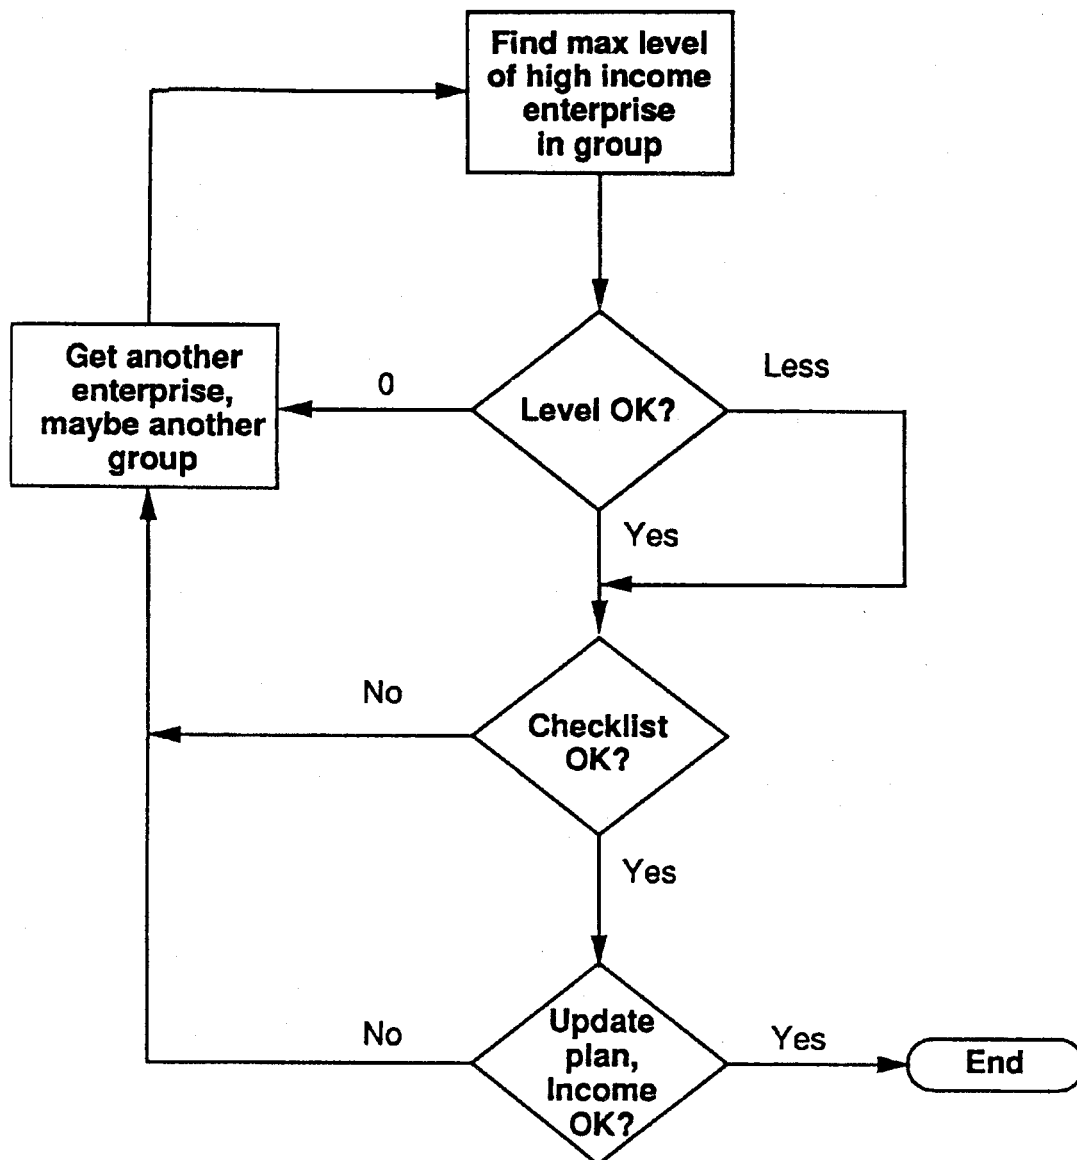 Find max level
of high income
enterprise
in group
Get another
enterprise,
maybe another
group
0
Level OK?
Less
Yes
No
Checklist
OK?
Yes
No
Update
plan,
Income
OK?
Yes
End